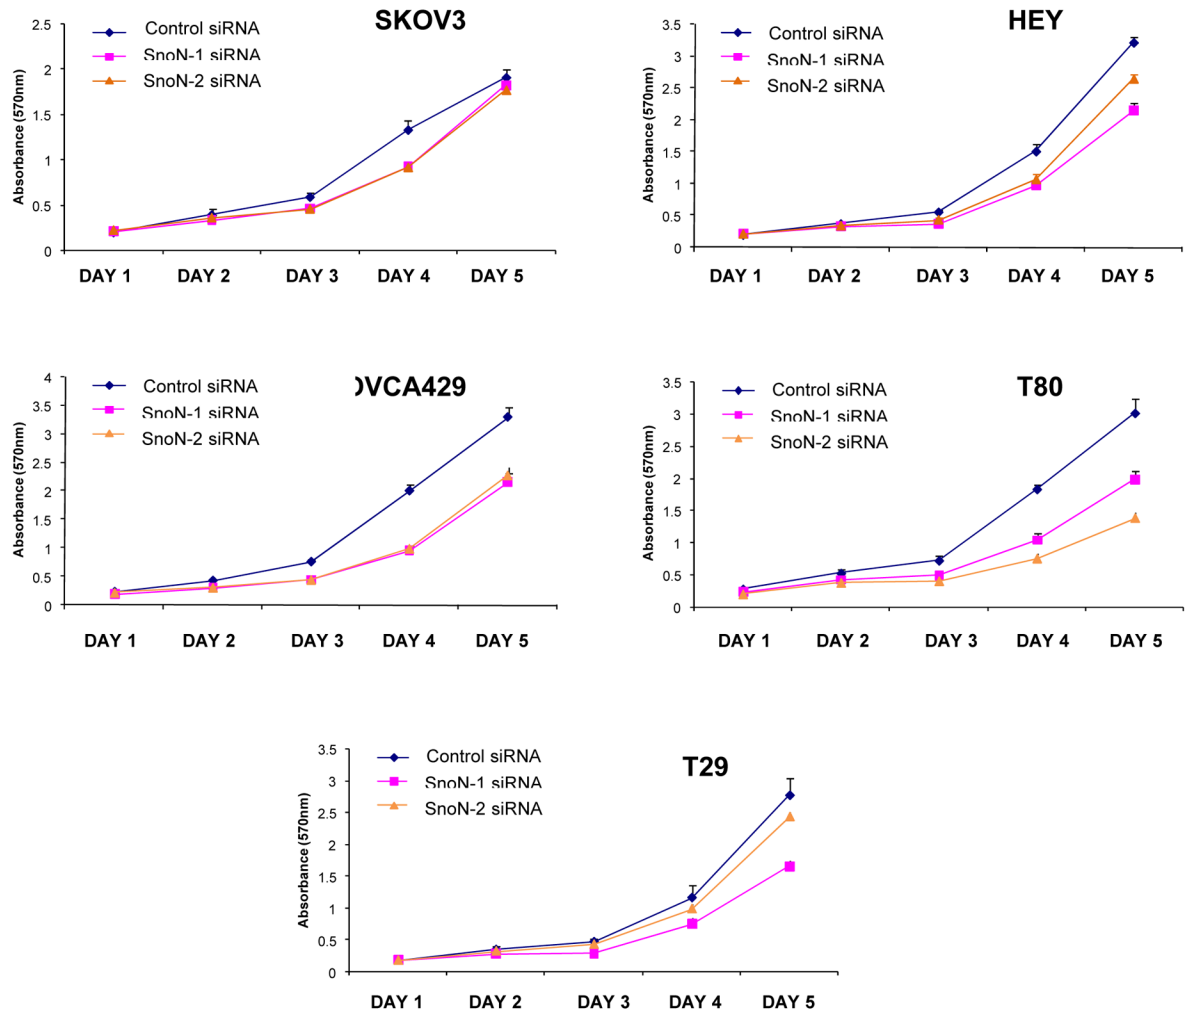 SKOV3
Control siRNA
SnoN-1 siRNA
SnoN-2 siRNA
Absorbance (570nm)
2.5
2
1.5
1
0.5
0
DAY 1 DAY 2 DAY 3 DAY 4 DAY 5
HEY
Control siRNA
SnoN-1 siRNA
SnoN-2 siRNA
Absorbance (570nm)
3.5
3
2.5
2
1.5
1
0.5
0
DAY 1 DAY 2 DAY 3 DAY 4 DAY 5
OVCA429
Control siRNA
SnoN-1 siRNA
SnoN-2 siRNA
Absorbance (570nm)
4
3.5
3
2.5
2
1.5
1
0.5
0
DAY 1 DAY 2 DAY 3 DAY 4 DAY 5
T80
Control siRNA
SnoN-1 siRNA
SnoN-2 siRNA
Absorbance (570nm)
3.5
3
2.5
2
1.5
1
0.5
0
DAY 1 DAY 2 DAY 3 DAY 4 DAY 5
T29
Control siRNA
SnoN-1 siRNA
SnoN-2 siRNA
Absorbance (570nm)
3.5
3
2.5
2
1.5
1
0.5
0
DAY 1 DAY 2 DAY 3 DAY 4 DAY 5